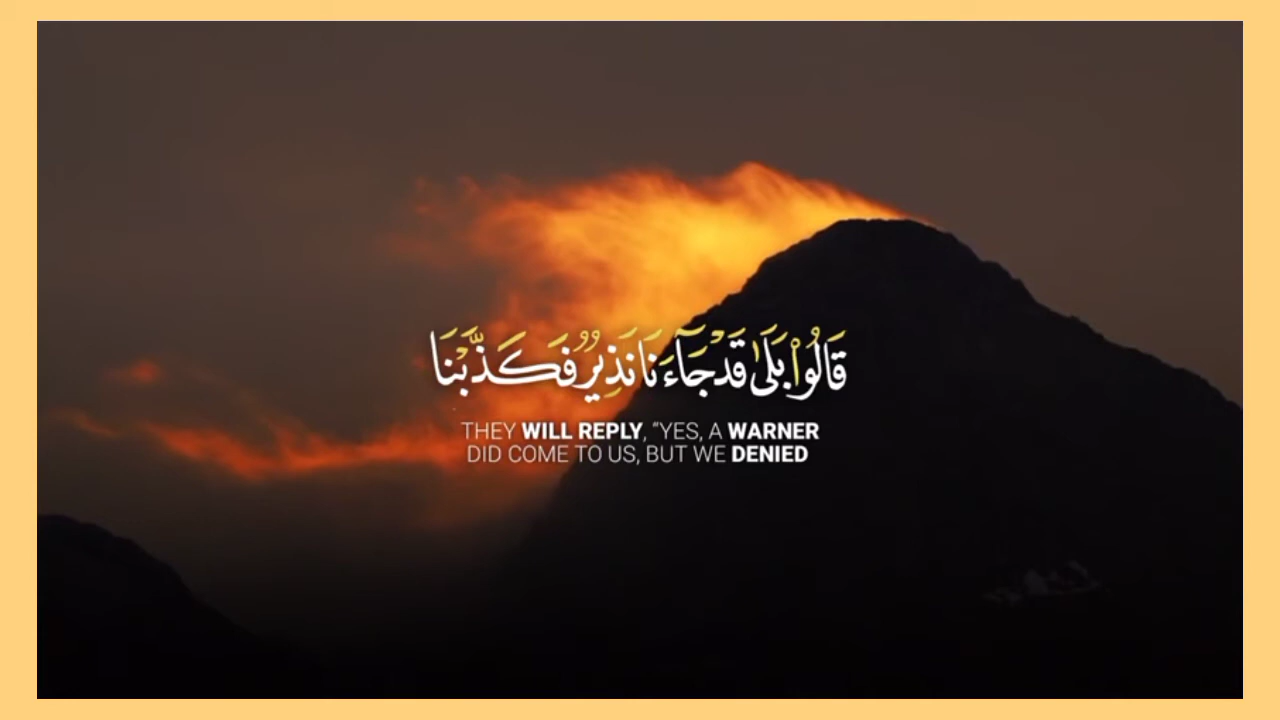 قَالُوا۟ بَلَىٰ قَدْ جَآءَنَا نَذِيرٌ فَكَذَّبْنَا
THEY WILL REPLY, “YES, A WARNER
DID COME TO US, BUT WE DENIED